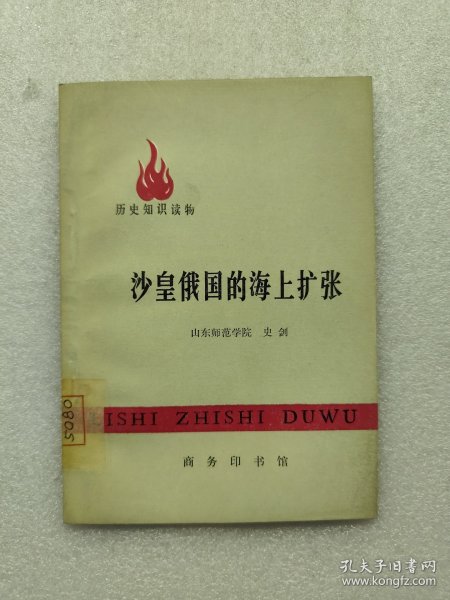 历史知识读物
沙皇俄国的海上扩张
山东师范学院 史剑
5080
LISHI ZHISHI DUWU
商务印书馆
孔夫子旧书网
www.kongfz.com